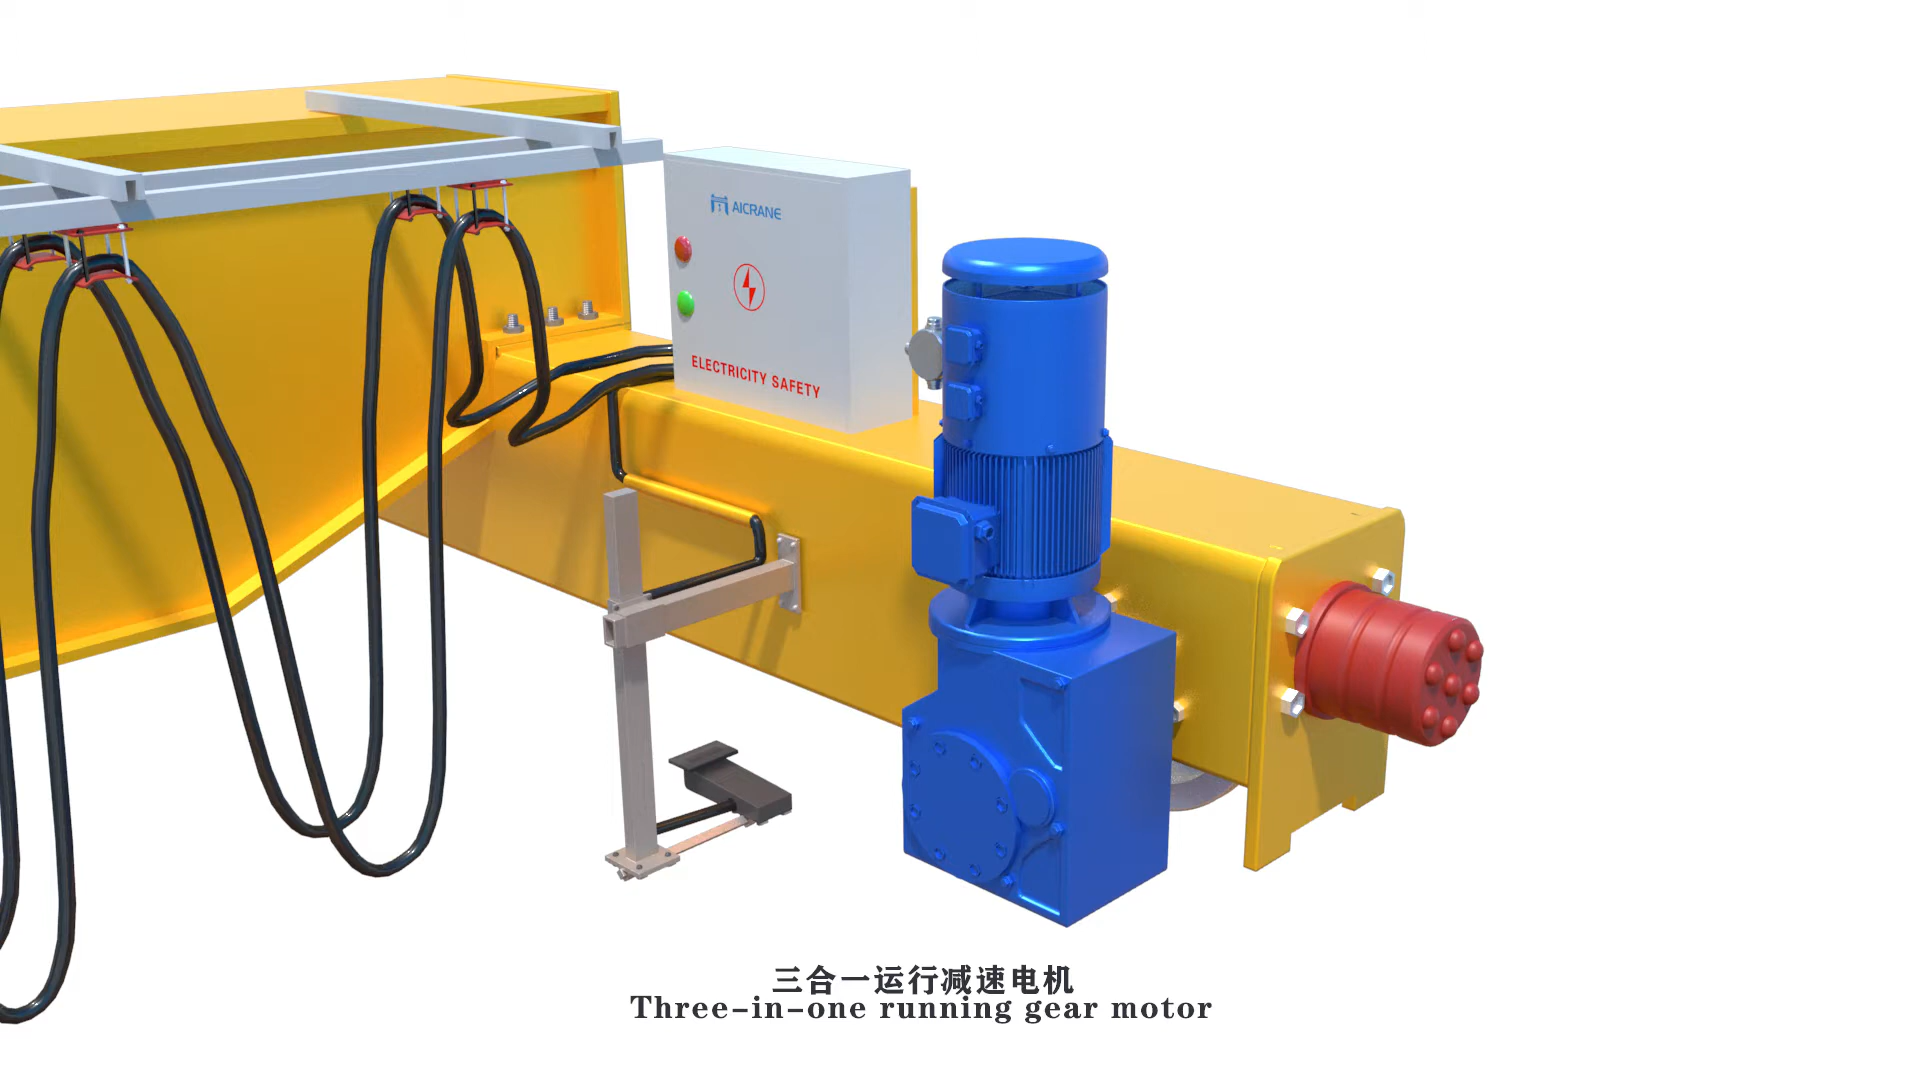 AICRANE
ELECTRICITY SAFETY
三合一运行减速电机
Three-in-one running gear motor